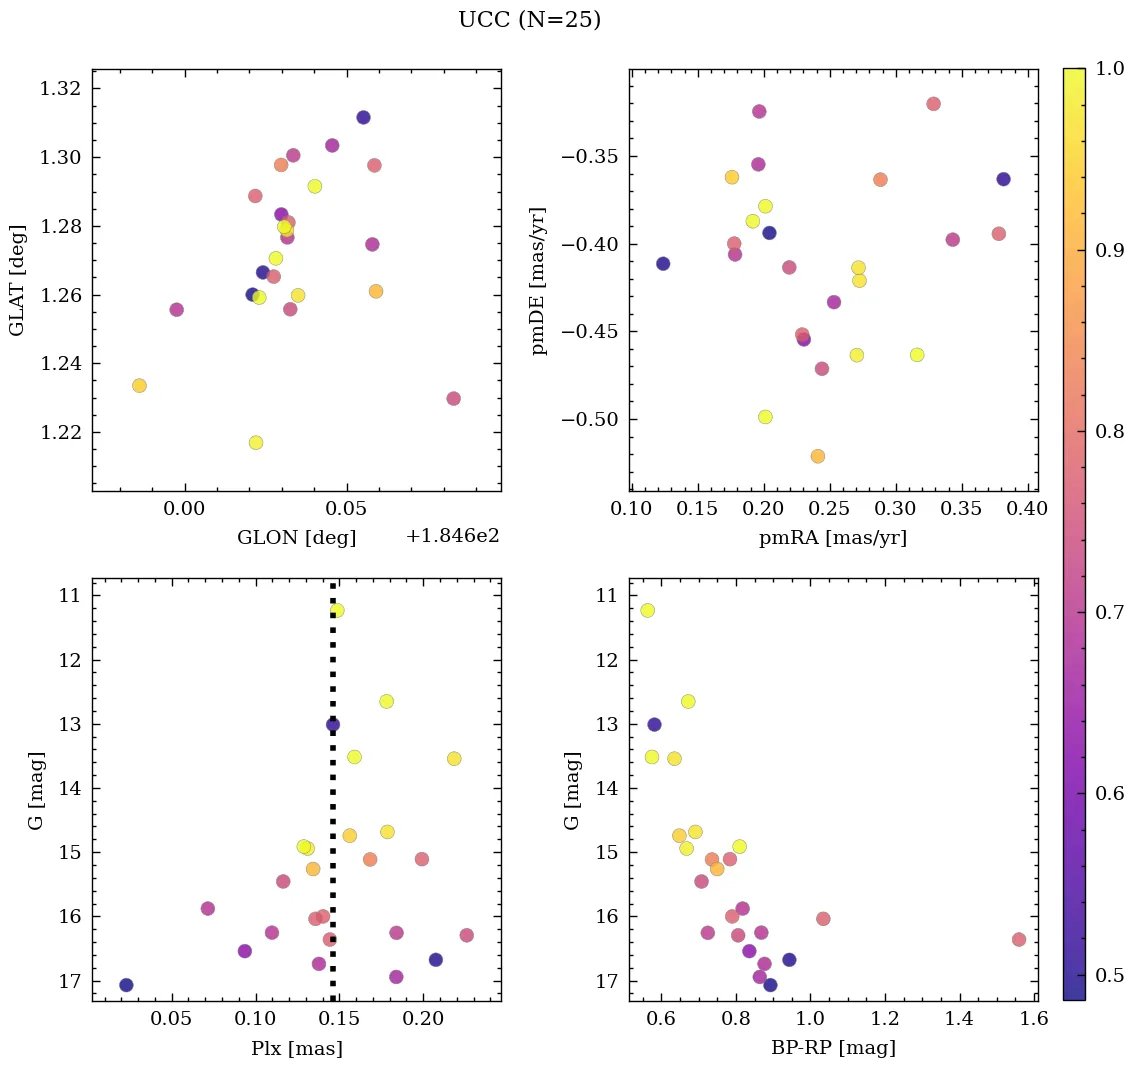 UCC (N=25)
1.32
1.30
1.28
1.26
1.24
1.22
GLAT [deg]
0.00 0.05
GLON [deg] +1.846e2
−0.35
−0.40
−0.45
−0.50
pmDE [mas/yr]
0.10 0.15 0.20 0.25 0.30 0.35 0.40
pmRA [mas/yr]
11
12
13
14
15
16
17
G [mag]
0.05 0.10 0.15 0.20
Plx [mas]
11
12
13
14
15
16
17
G [mag]
0.6 0.8 1.0 1.2 1.4 1.6
BP-RP [mag]
1.0
0.9
0.8
0.7
0.6
0.5